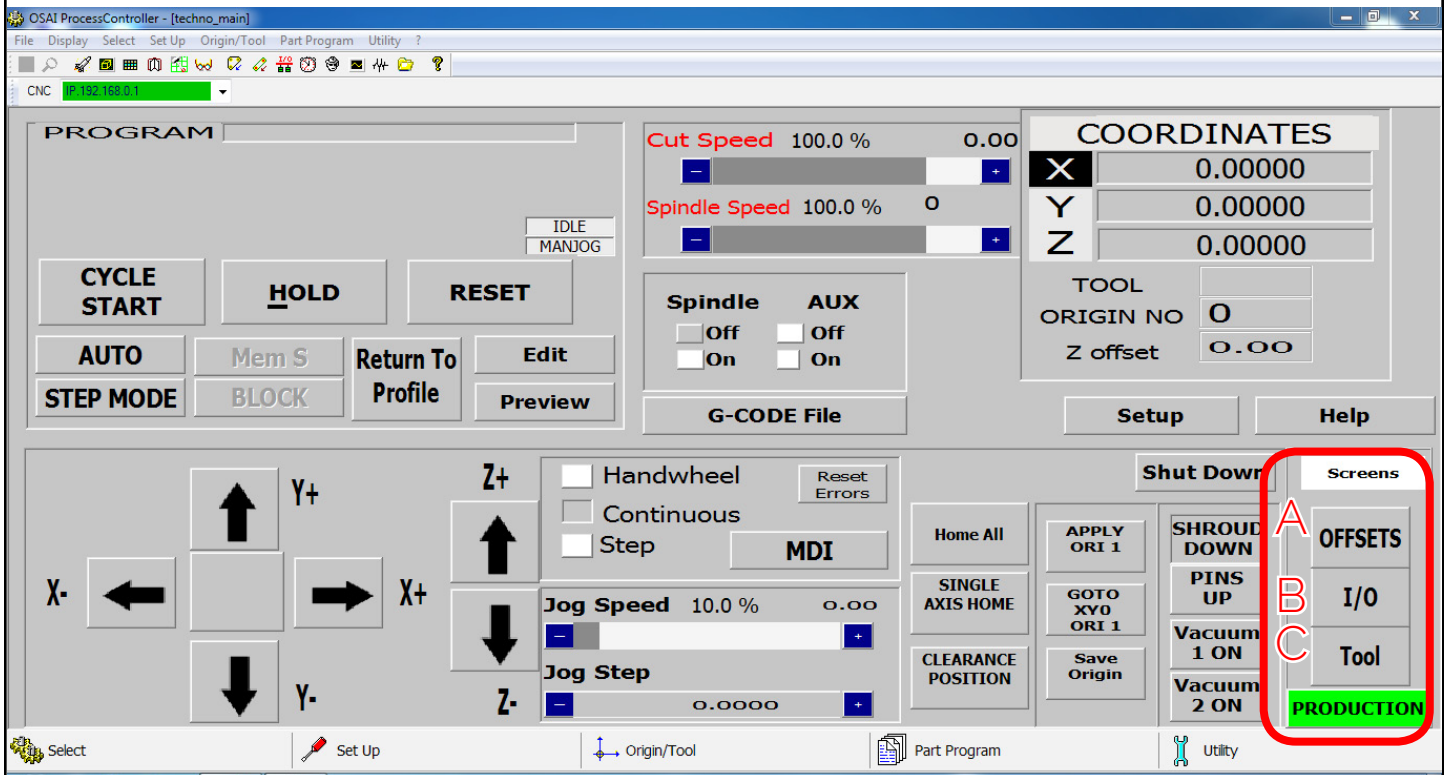 OSAI ProcessController - [techno_main]
File Display Select Set Up Origin/Tool Part Program Utility ?
CNC IP.192.168.0.1
PROGRAM
IDLE
MANJOG
CYCLE
START
HOLD
RESET
AUTO
Mem S
Return To
Profile
Edit
STEP MODE
BLOCK
Preview
Cut Speed 100.0 % 0.00
- +
Spindle Speed 100.0 % 0
- +
Spindle AUX
Off Off
On On
G-CODE File
COORDINATES
X 0.00000
Y 0.00000
Z 0.00000
TOOL
ORIGIN NO 0
Z offset 0.00
Setup
Help
Y+
X-
X+
Y-
Z+
Z-
Handwheel
Continuous
Step
Reset
Errors
MDI
Jog Speed 10.0 % 0.00
- +
Jog Step
- 0.0000 +
Home All
SINGLE
AXIS HOME
CLEARANCE
POSITION
APPLY
ORI 1
GOTO
XY0
ORI 1
Save
Origin
Shut Down
SHROUD
DOWN
PINS
UP
Vacuum
1 ON
Vacuum
2 ON
Screens
A OFFSETS
B I/O
C Tool
PRODUCTION
Select
Set Up
Origin/Tool
Part Program
Utility